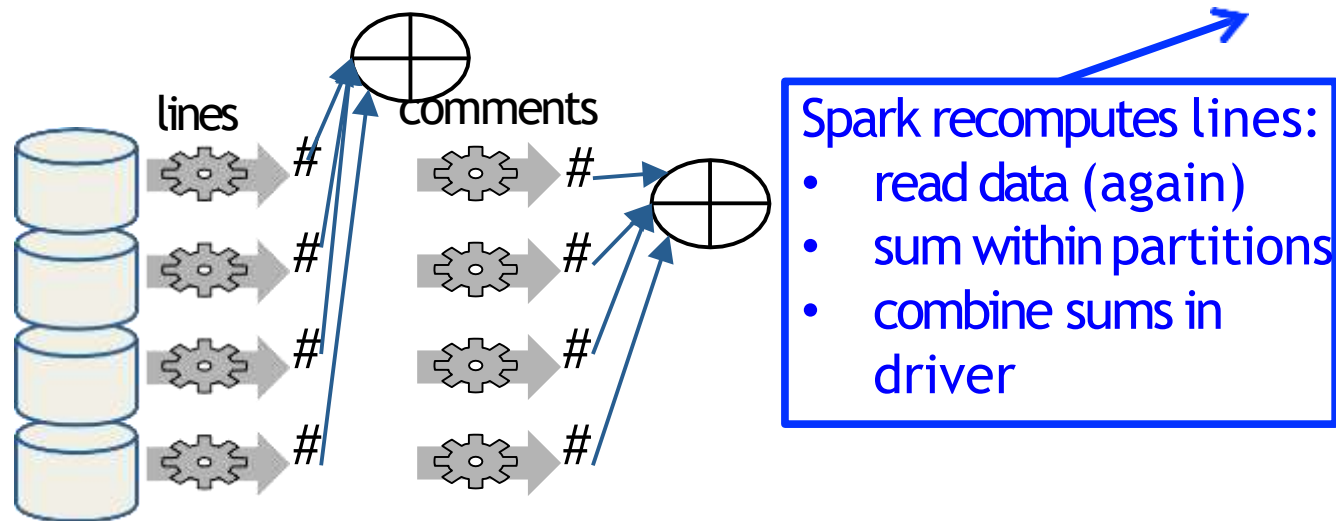 lines
comments
# #
# #
# #
# #
Spark recomputes lines:
• read data (again)
• sum within partitions
• combine sums in
driver